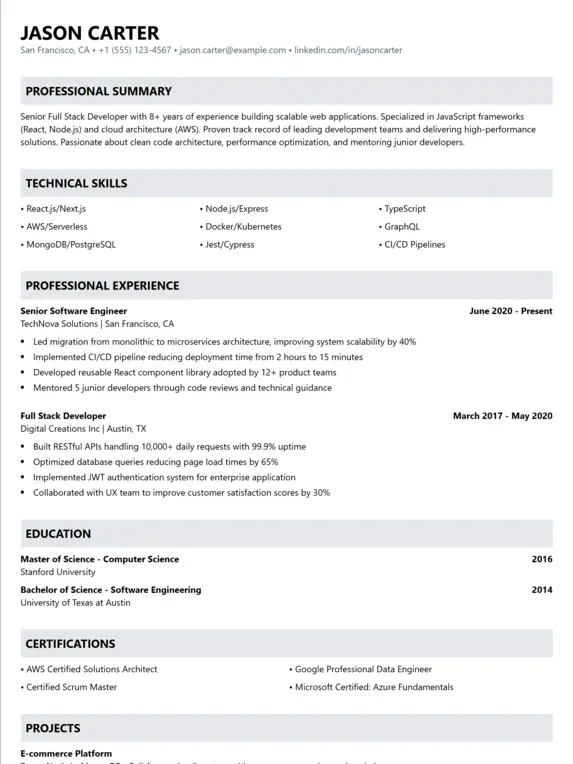 JASON CARTER
San Francisco, CA • +1 (555) 123-4567 • jason.carter@example.com • linkedin.com/in/jasoncarter
PROFESSIONAL SUMMARY
Senior Full Stack Developer with 8+ years of experience building scalable web applications. Specialized in JavaScript frameworks
(React, Node.js) and cloud architecture (AWS). Proven track record of leading development teams and delivering high-performance
solutions. Passionate about clean code architecture, performance optimization, and mentoring junior developers.
TECHNICAL SKILLS
• React.js/Next.js • Node.js/Express • TypeScript
• AWS/Serverless • Docker/Kubernetes • GraphQL
• MongoDB/PostgreSQL • Jest/Cypress • CI/CD Pipelines
PROFESSIONAL EXPERIENCE
Senior Software Engineer June 2020 - Present
TechNova Solutions | San Francisco, CA
• Led migration from monolithic to microservices architecture, improving system scalability by 40%
• Implemented CI/CD pipeline reducing deployment time from 2 hours to 15 minutes
• Developed reusable React component library adopted by 12+ product teams
• Mentored 5 junior developers through code reviews and technical guidance
Full Stack Developer March 2017 - May 2020
Digital Creations Inc | Austin, TX
• Built RESTful APIs handling 10,000+ daily requests with 99.9% uptime
• Optimized database queries reducing page load times by 65%
• Implemented JWT authentication system for enterprise application
• Collaborated with UX team to improve customer satisfaction scores by 30%
EDUCATION
Master of Science - Computer Science 2016
Stanford University
Bachelor of Science - Software Engineering 2014
University of Texas at Austin
CERTIFICATIONS
• AWS Certified Solutions Architect • Google Professional Data Engineer
• Certified Scrum Master • Microsoft Certified: Azure Fundamentals
PROJECTS
E-commerce Platform